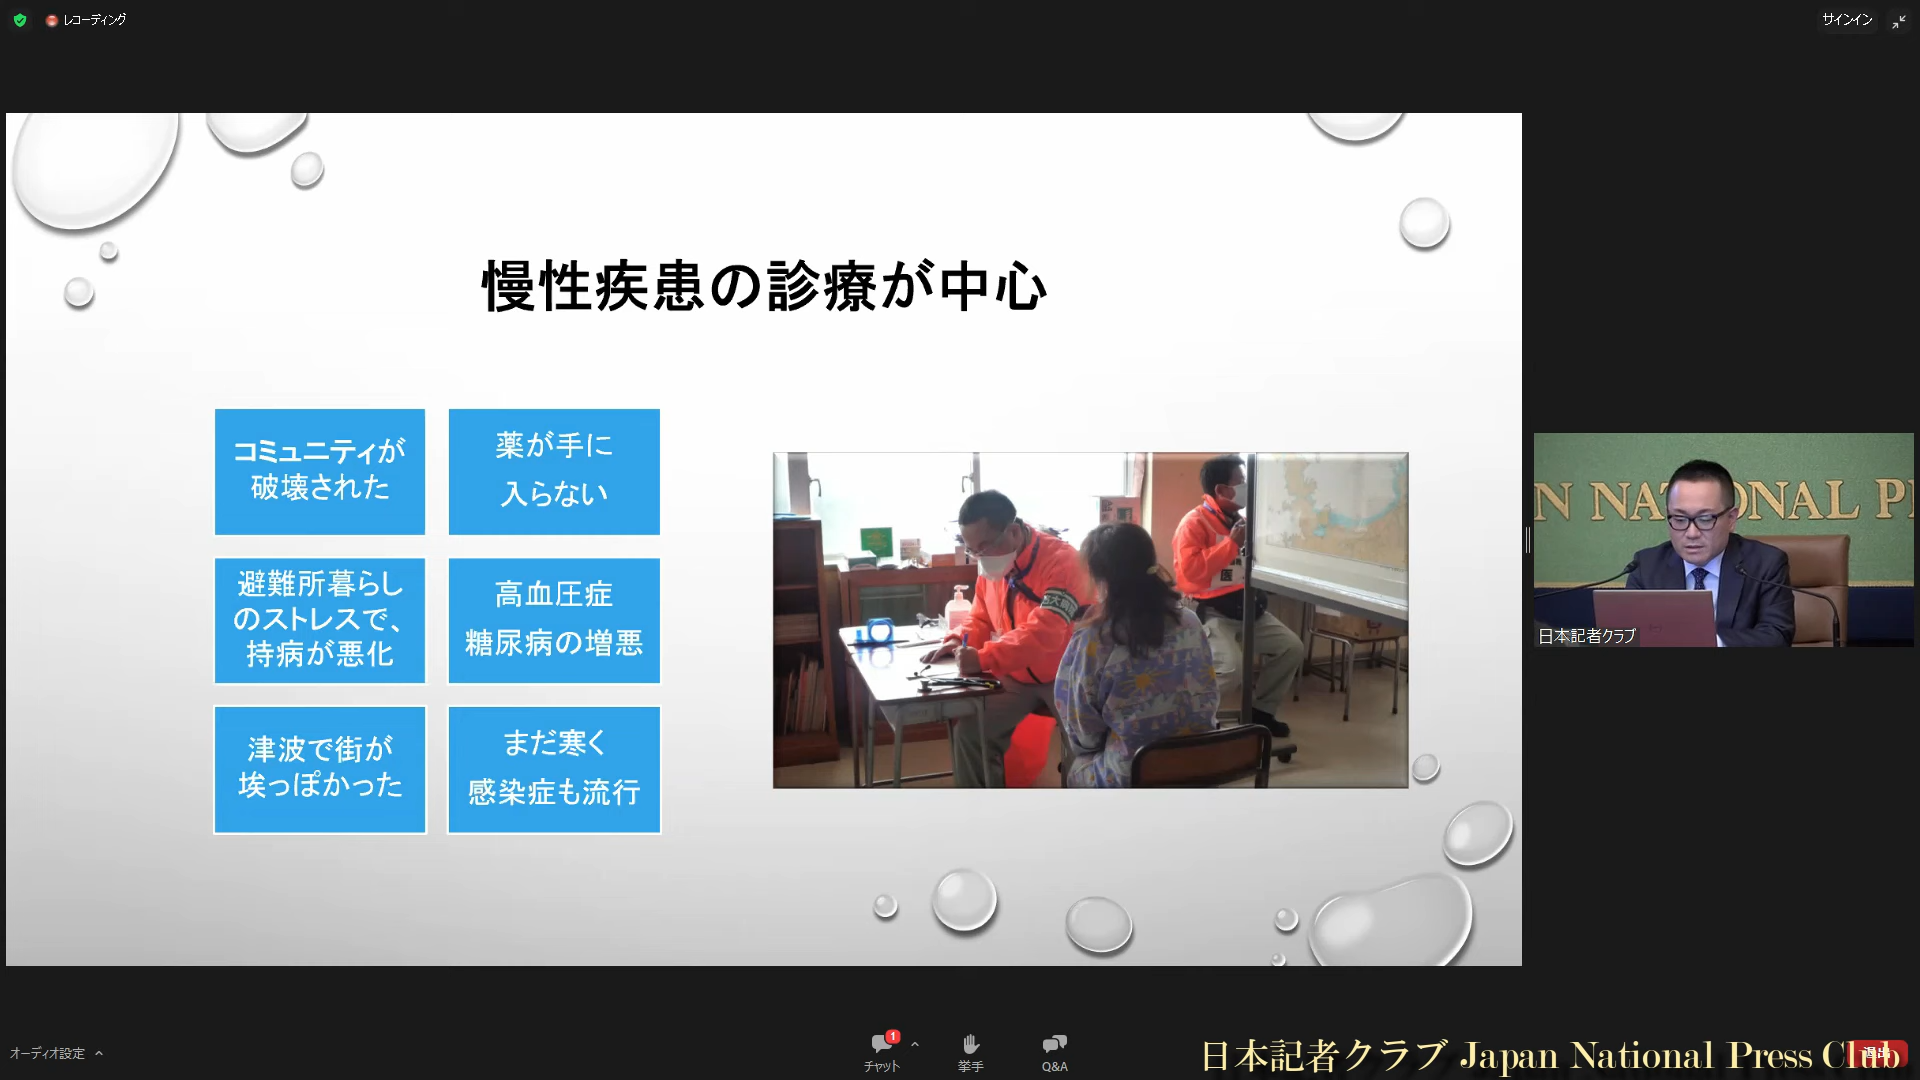 レコーディング
サインイン
慢性疾患の診療が中心
コミュニティが
破壊された
薬が手に
入らない
避難所暮らし
のストレスで、
持病が悪化
高血圧症
糖尿病の増悪
津波で街が
埃っぽかった
まだ寒く
感染症も流行
医
N NATIONAL P
日本記者クラブ
オーディオ設定
1
チャット
挙手
Q&A
日本記者クラブ Japan National Press Club
退出